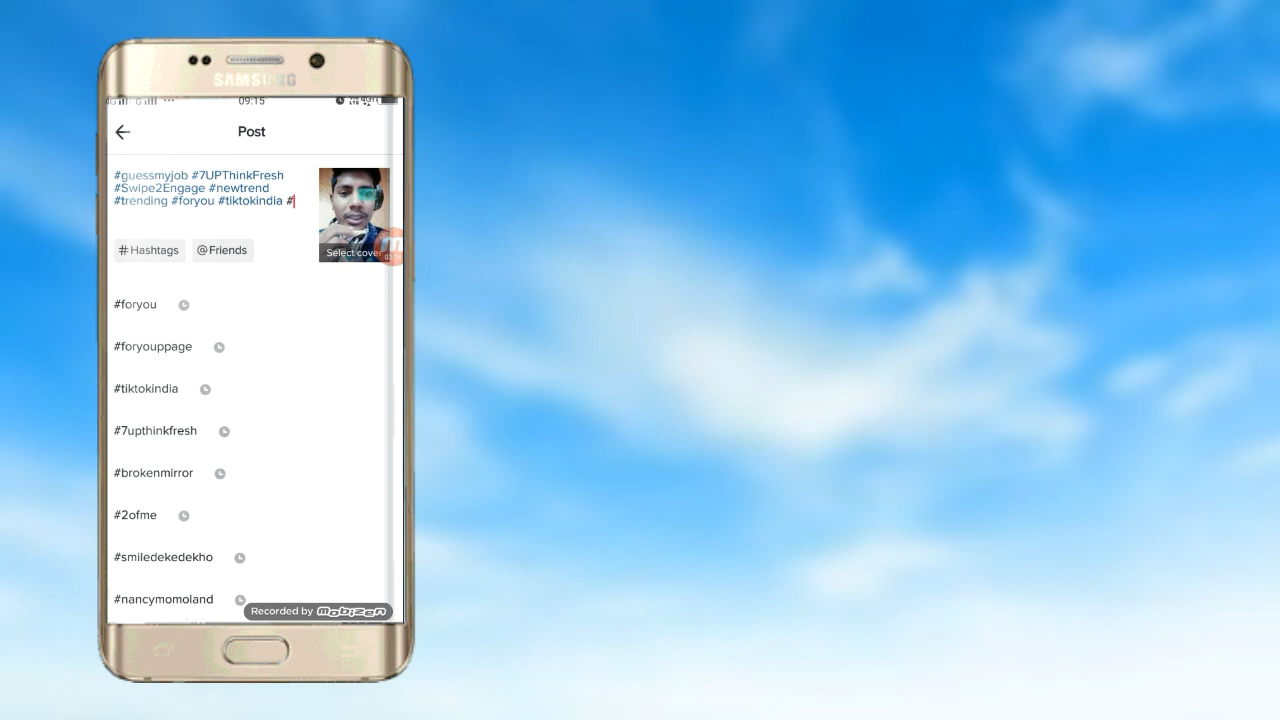 SAMSUNG
09:15
Post
#guessmyjob #7UPThinkFresh
#Swipe2Engage #newtrend
#trending #foryou #tiktokindia #
Select cover
# Hashtags
@ Friends
#foryou
#foryouppage
#tiktokindia
#7upthinkfresh
#brokenmirror
#2ofme
#smiledekedekho
#nancymomoland
Recorded by mobizen